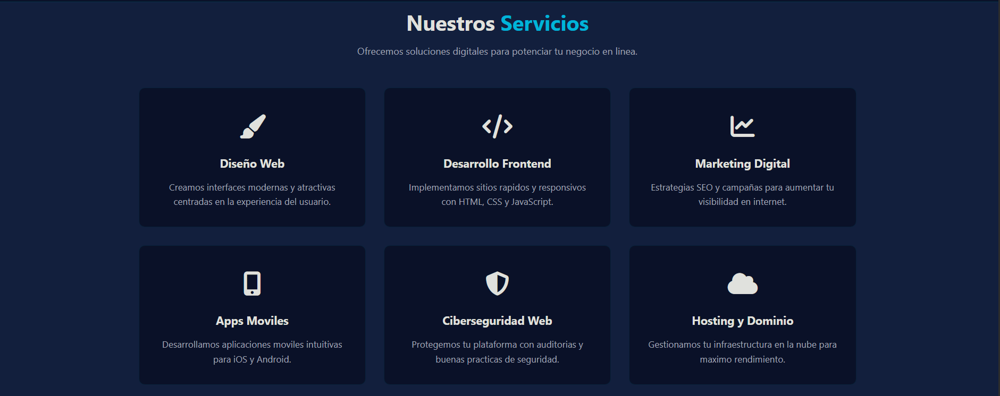 Nuestros Servicios
Ofrecemos soluciones digitales para potenciar tu negocio en linea.
Diseño Web
Creamos interfaces modernas y atractivas
centradas en la experiencia del usuario.
Desarrollo Frontend
Implementamos sitios rapidos y responsivos
con HTML, CSS y JavaScript.
Marketing Digital
Estrategias SEO y campañas para aumentar tu
visibilidad en internet.
Apps Moviles
Desarrollamos aplicaciones moviles intuitivas
para iOS y Android.
Ciberseguridad Web
Protegemos tu plataforma con auditorias y
buenas practicas de seguridad.
Hosting y Dominio
Gestionamos tu infraestructura en la nube para
maximo rendimiento.